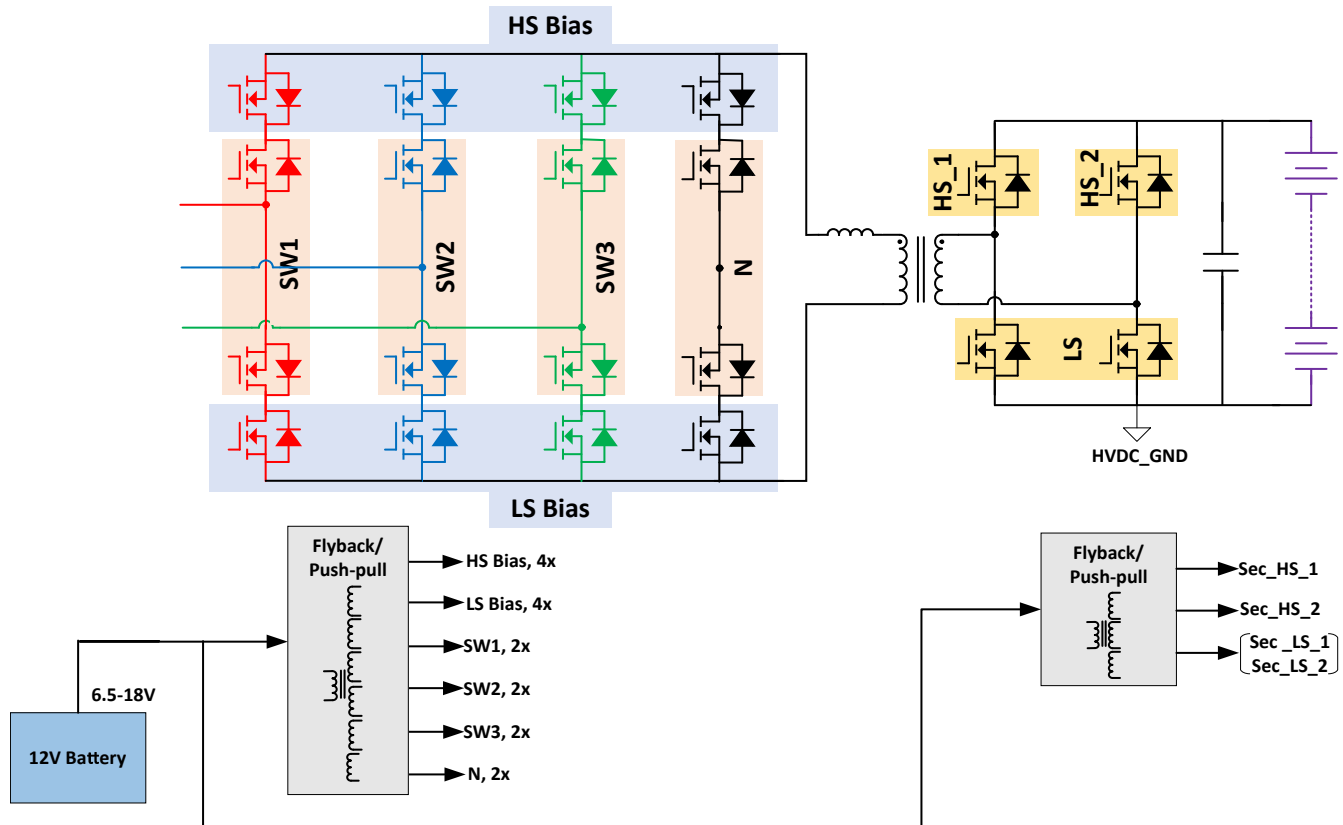 HS Bias
SW1
SW2
SW3
N
HS_1
HS_2
LS
HVDC_GND
LS Bias
Flyback/
Push-pull
HS Bias, 4x
LS Bias, 4x
SW1, 2x
SW2, 2x
SW3, 2x
N, 2x
6.5-18V
12V Battery
Flyback/
Push-pull
Sec_HS_1
Sec_HS_2
Sec _LS_1
Sec_LS_2